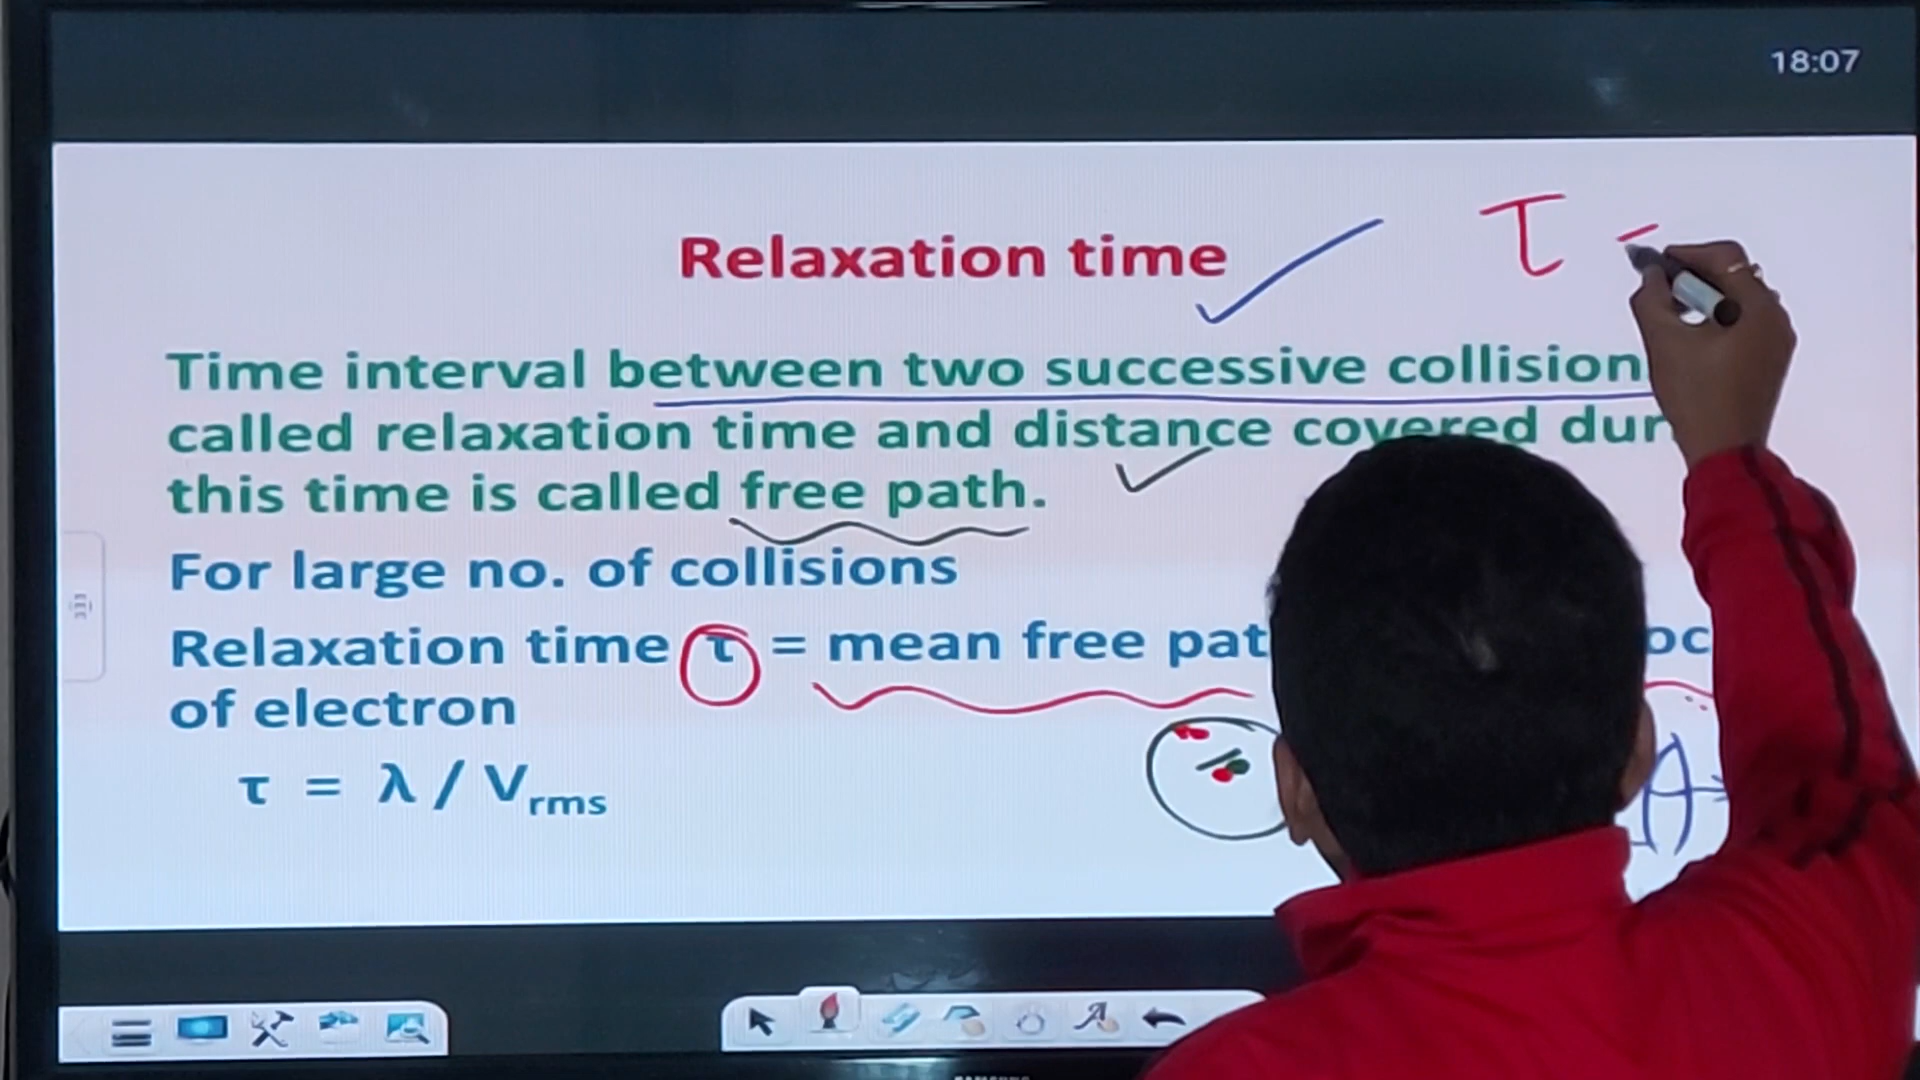 18:07
Relaxation time
τ =
Time interval between two successive collision
called relaxation time and distance covered dur
this time is called free path.
For large no. of collisions
Relaxation time τ = mean free pat
of electron
τ = λ / Vrms